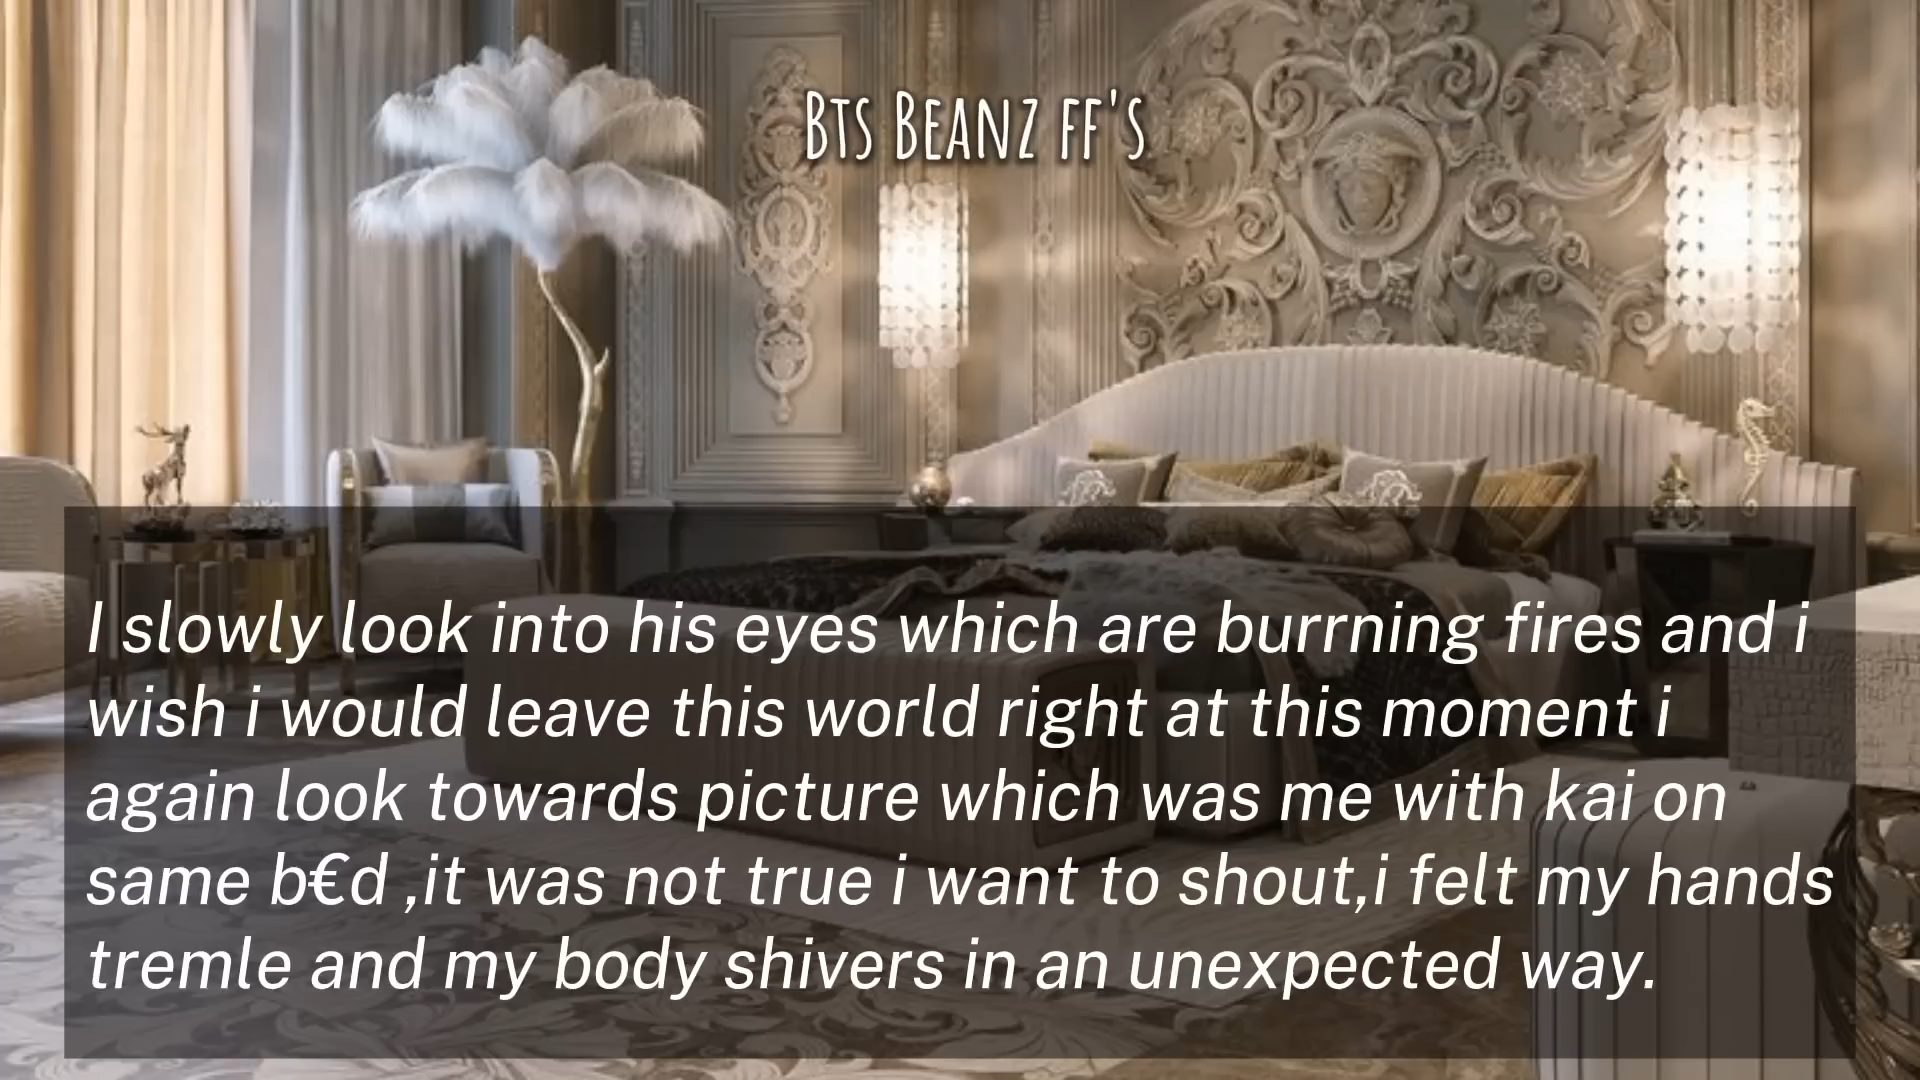 Bts Beanz ff's
I slowly look into his eyes which are burrning fires and i
wish i would leave this world right at this moment i
again look towards picture which was me with kai on
same b€d ,it was not true i want to shout,i felt my hands
tremle and my body shivers in an unexpected way.